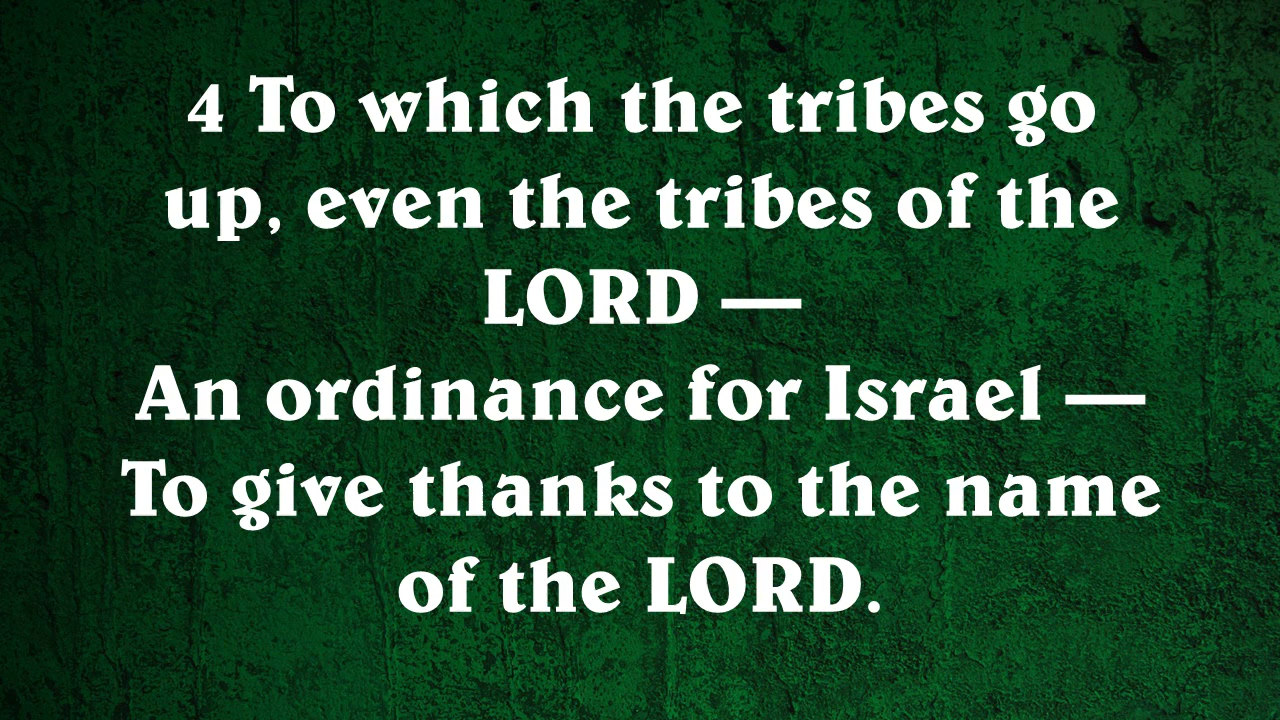 4 To which the tribes go
up, even the tribes of the
LORD —
An ordinance for Israel —
To give thanks to the name
of the LORD.